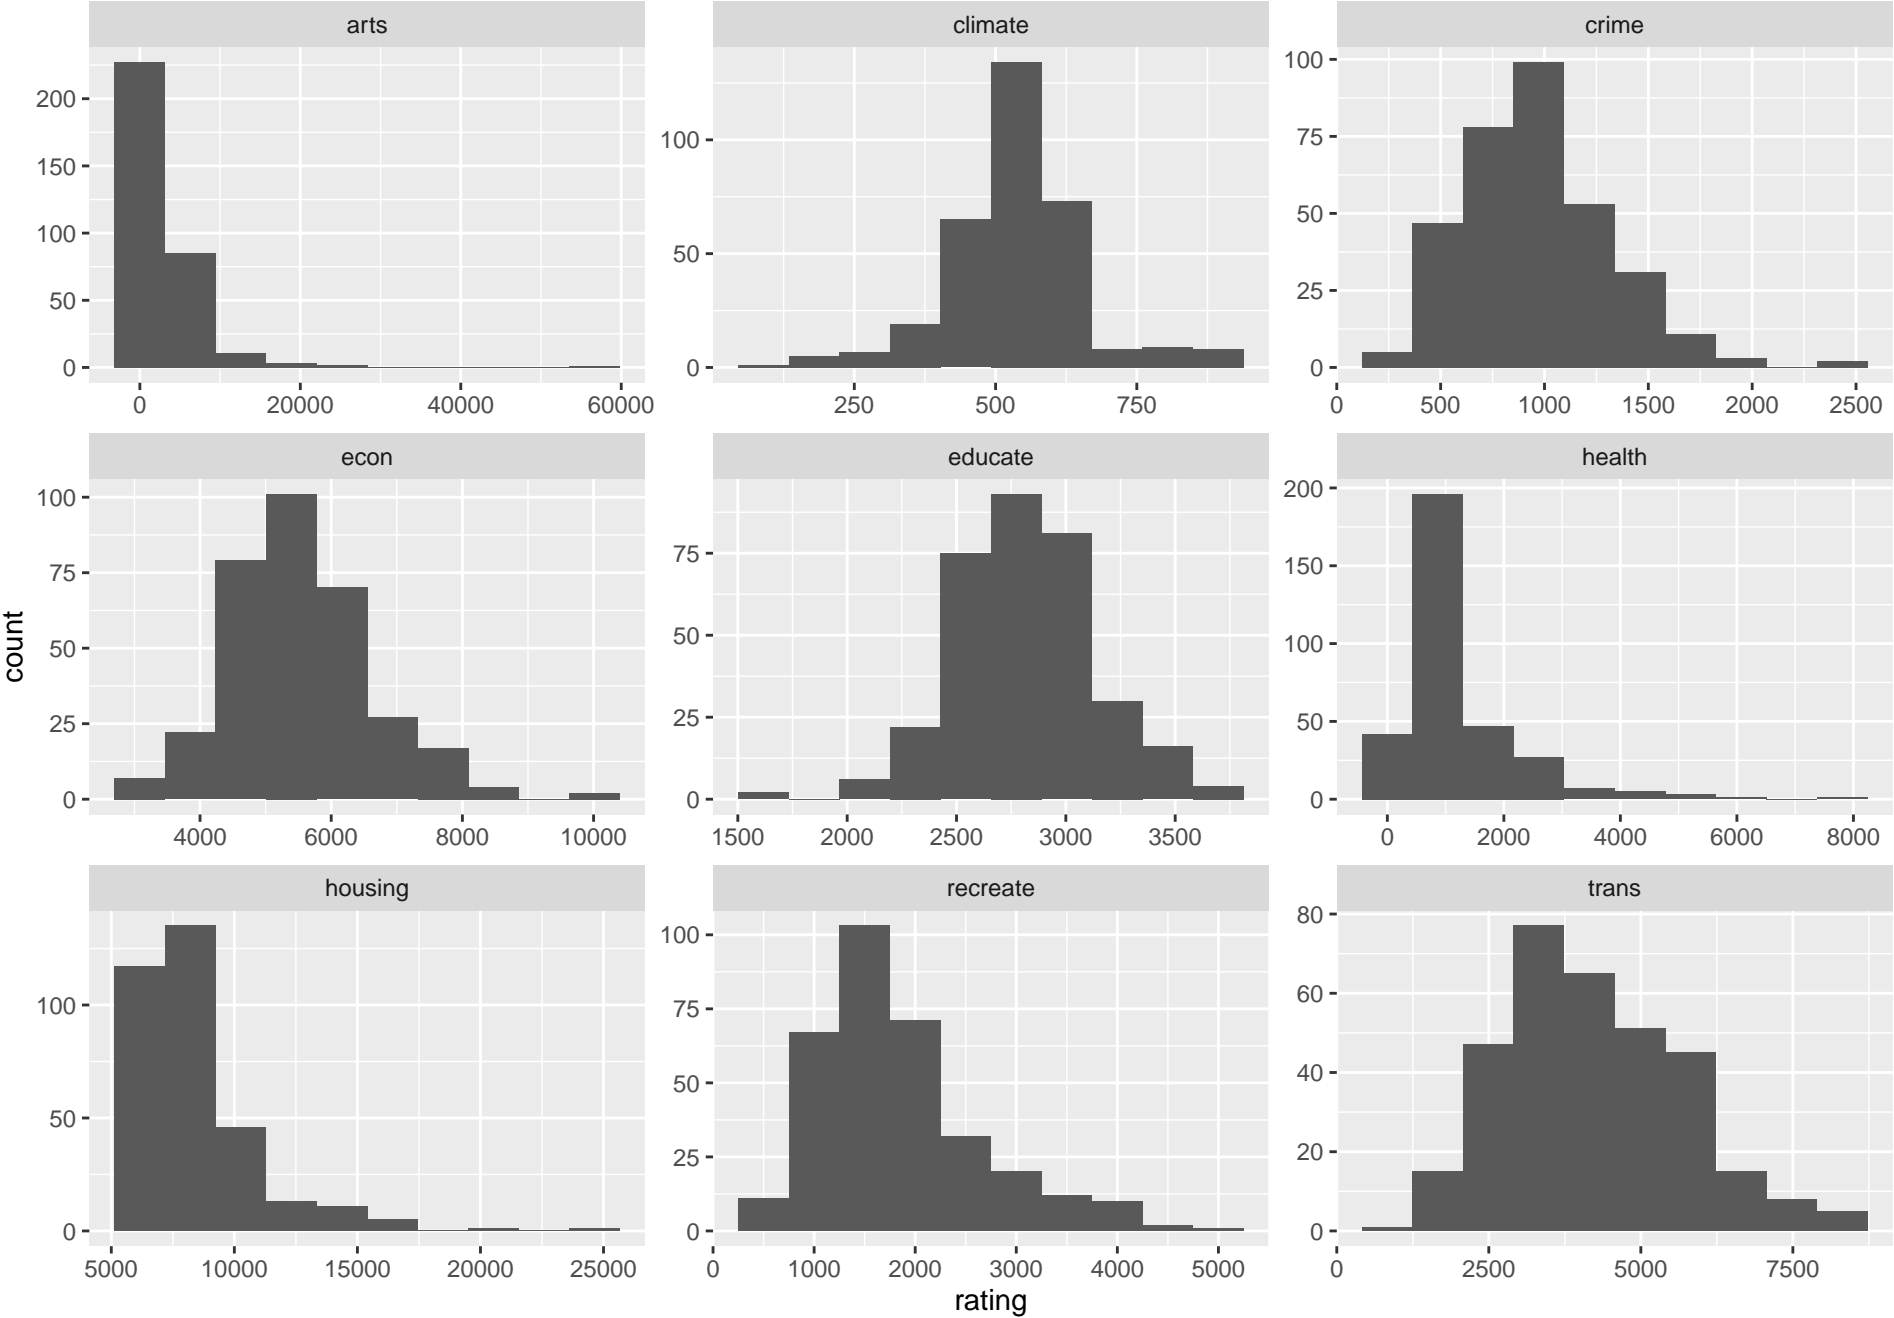 arts climate crime
200
150
100
50
0
100
50
0
100
75
50
25
0
0 20000 40000 60000
250 500 750
0 500 1000 1500 2000 2500
econ educate health
100
75
50
25
0
75
50
25
0
200
150
100
50
0
4000 6000 8000 10000
1500 2000 2500 3000 3500
0 2000 4000 6000 8000
count
housing recreate trans
100
50
0
100
75
50
25
0
80
60
40
20
0
5000 10000 15000 20000 25000
0 1000 2000 3000 4000 5000
0 2500 5000 7500
rating